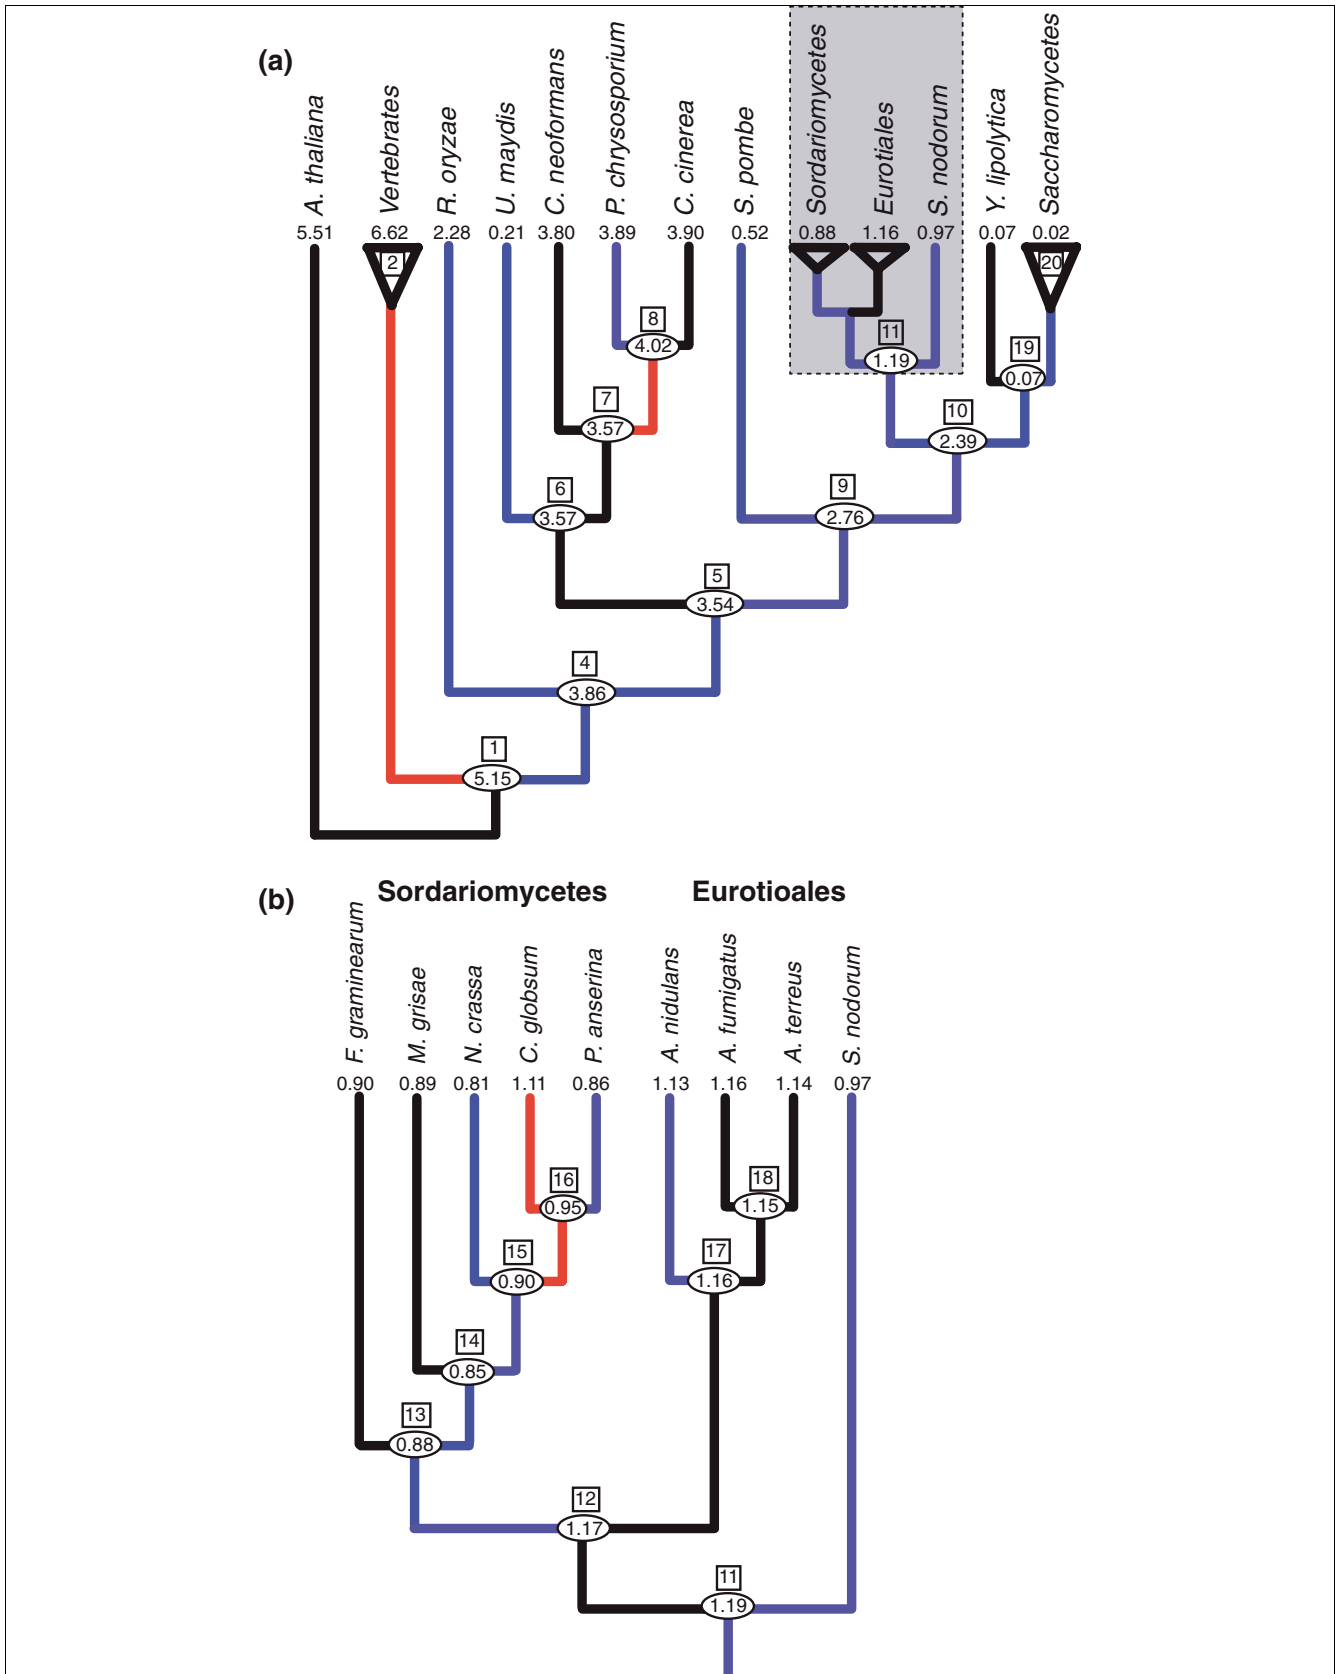 (a)
A. thaliana
Vertebrates
R. oryzae
U. maydis
C. neoformans
P. chrysosporium
C. cinerea
S. pombe
Sordariomycetes
Eurotiales
S. nodorum
Y. lipolytica
Saccharomycetes
5.51 6.62 2.28 0.21 3.80 3.89 3.90 0.52 0.88 1.16 0.97 0.07 0.02
2
20
8
4.02
11
1.19
19
0.07
7
3.57
10
2.39
6
3.57
9
2.76
5
3.54
4
3.86
1
5.15
(b)
Sordariomycetes Eurotioales
F. graminearum
M. grisae
N. crassa
C. globsum
P. anserina
A. nidulans
A. fumigatus
A. terreus
S. nodorum
0.90 0.89 0.81 1.11 0.86 1.13 1.16 1.14 0.97
16
0.95
18
1.15
15
0.90
17
1.16
14
0.85
13
0.88
12
1.17
11
1.19